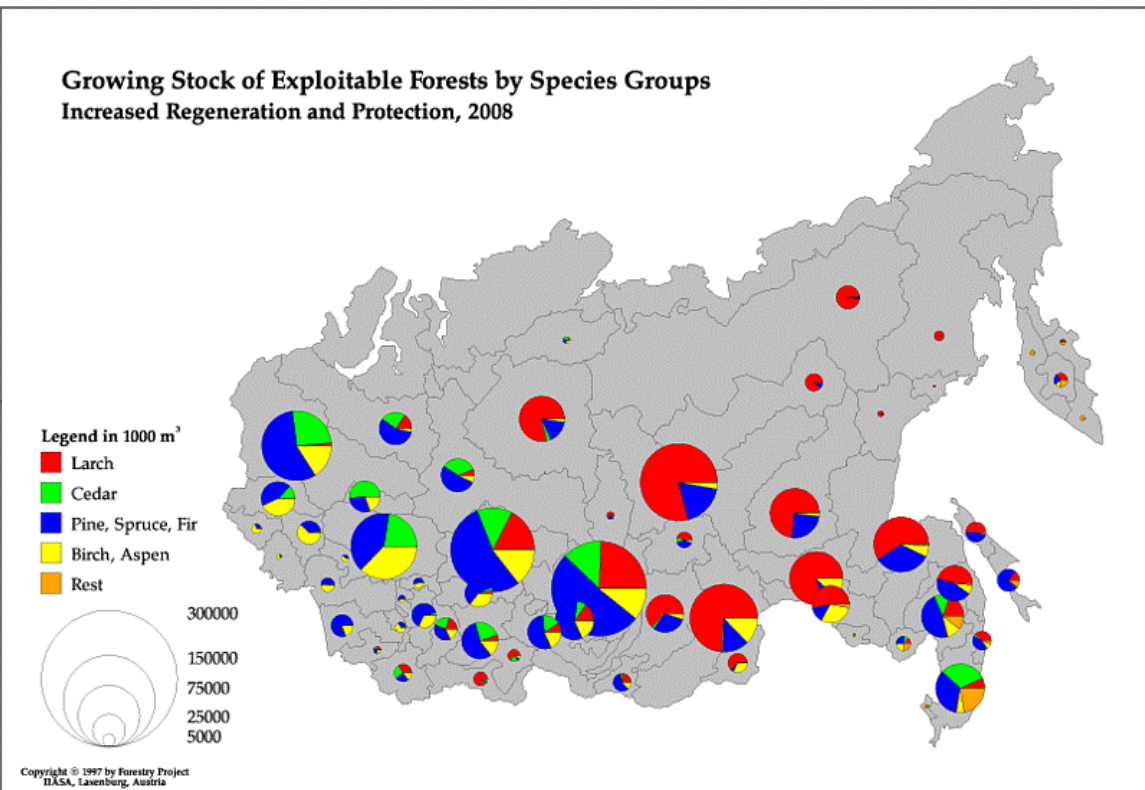 Growing Stock of Exploitable Forests by Species Groups
Increased Regeneration and Protection, 2008
Legend in 1000 m³
Larch
Cedar
Pine, Spruce, Fir
Birch, Aspen
Rest
300000
150000
75000
25000
5000
Copyright © 1997 by Forestry Project
IIASA, Laxenburg, Austria